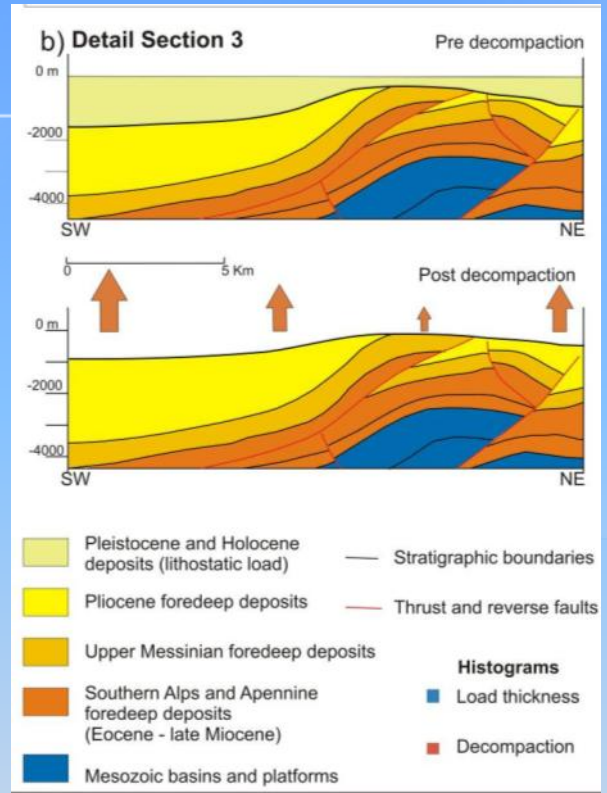 b) Detail Section 3
Pre decompaction
0 m
-2000
-4000
SW
NE
0
5 Km
Post decompaction
0 m
-2000
-4000
SW
NE
Pleistocene and Holocene
deposits (lithostatic load)
Pliocene foredeep deposits
Upper Messinian foredeep deposits
Southern Alps and Apennine
foredeep deposits
(Eocene - late Miocene)
Mesozoic basins and platforms
Stratigraphic boundaries
Thrust and reverse faults
Histograms
Load thickness
Decompaction